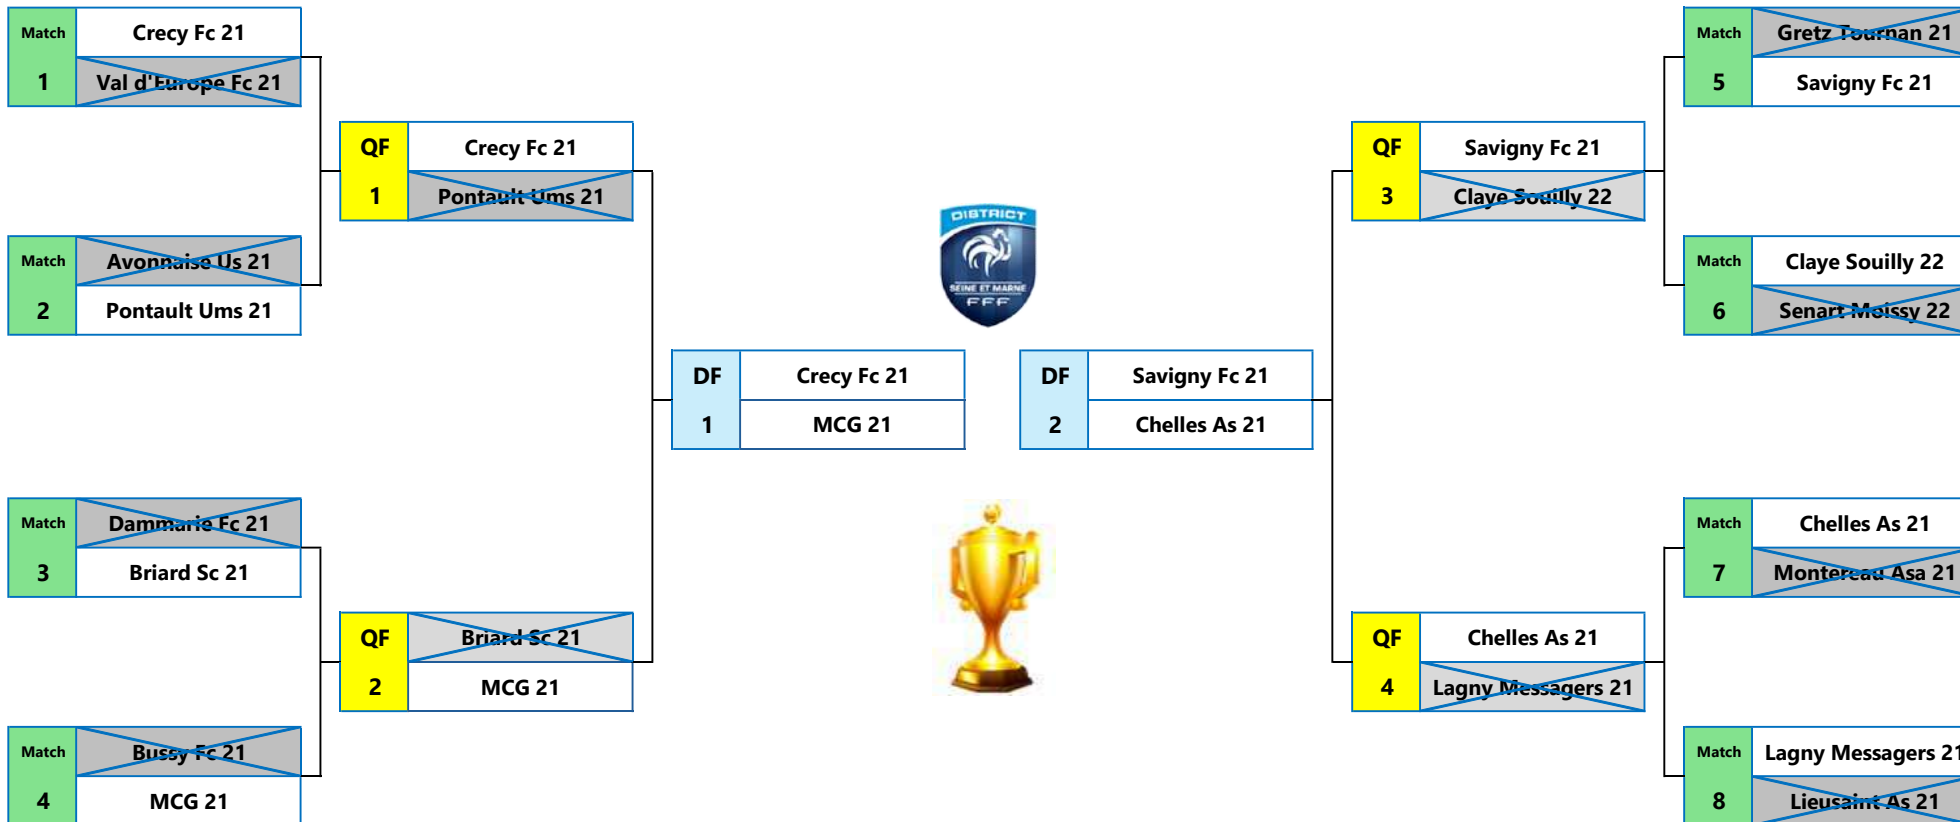 Match 1
Crecy Fc 21
Val d'Europe Fc 21
Match 2
Avonnaise Us 21
Pontault Ums 21
QF 1
Crecy Fc 21
Pontault Ums 21
Match 3
Dammarie Fc 21
Briard Sc 21
Match 4
Bussy Fc 21
MCG 21
QF 2
Briard Sc 21
MCG 21
DF 1
Crecy Fc 21
MCG 21
DISTRICT
SEINE ET MARNE
FFF
DF 2
Savigny Fc 21
Chelles As 21
QF 3
Savigny Fc 21
Claye Souilly 22
QF 4
Chelles As 21
Lagny Messagers 21
Match 5
Gretz Tournan 21
Savigny Fc 21
Match 6
Claye Souilly 22
Senart Moissy 22
Match 7
Chelles As 21
Montereau Asa 21
Match 8
Lagny Messagers 21
Lieusaint As 21